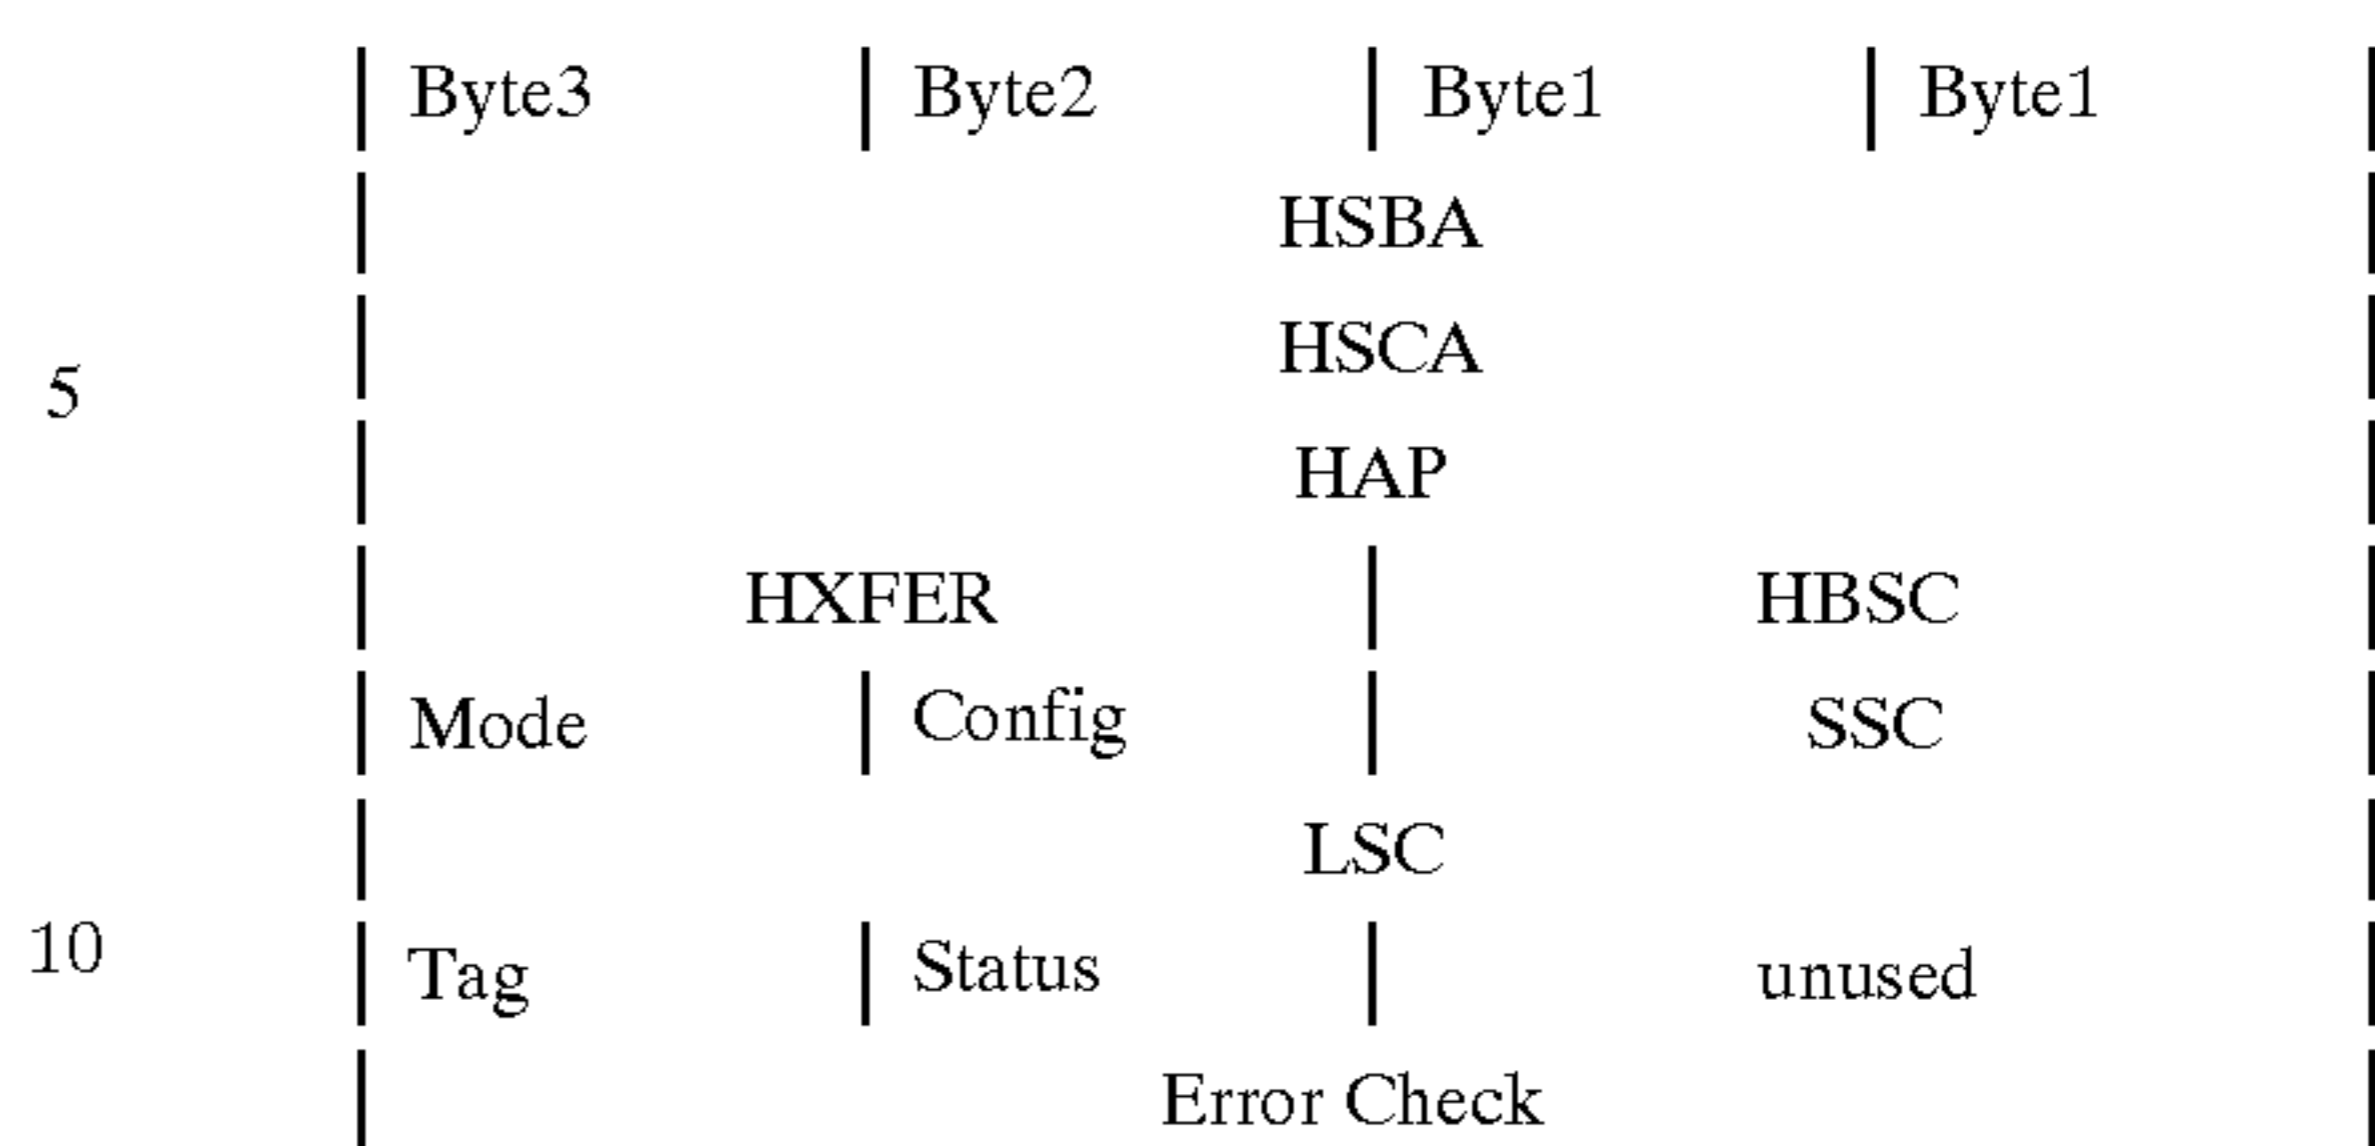 | Byte3 | Byte2 | Byte1 | Byte1 |
| HSBA |
| HSCA |
5
| HAP |
| HXFER | HBSC |
| Mode | Config | SSC |
| LSC |
10 | Tag | Status | unused |
| Error Check |